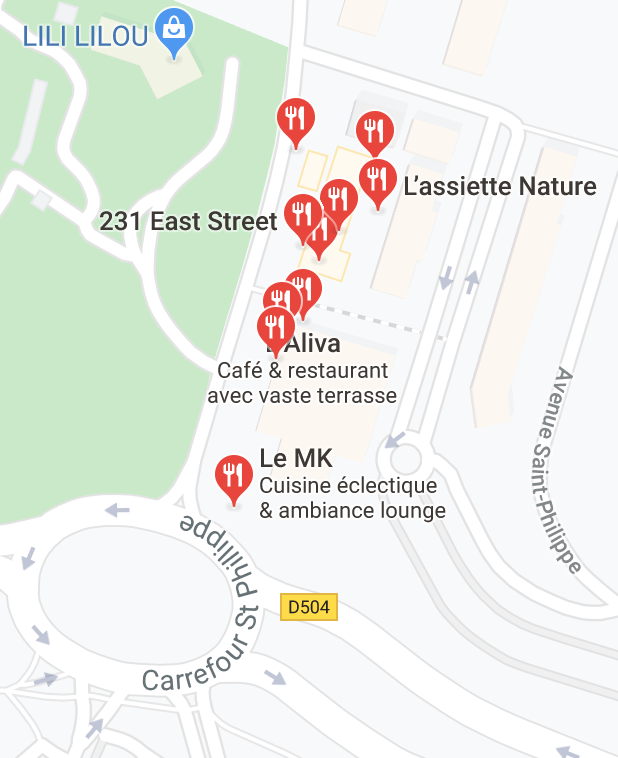 LILI LILOU
L'assiette Nature
231 East Street
Aliva
Café & restaurant
avec vaste terrasse
Le MK
Cuisine éclectique
& ambiance lounge
Avenue Saint-Philippe
Carrefour St Phillippe
D504